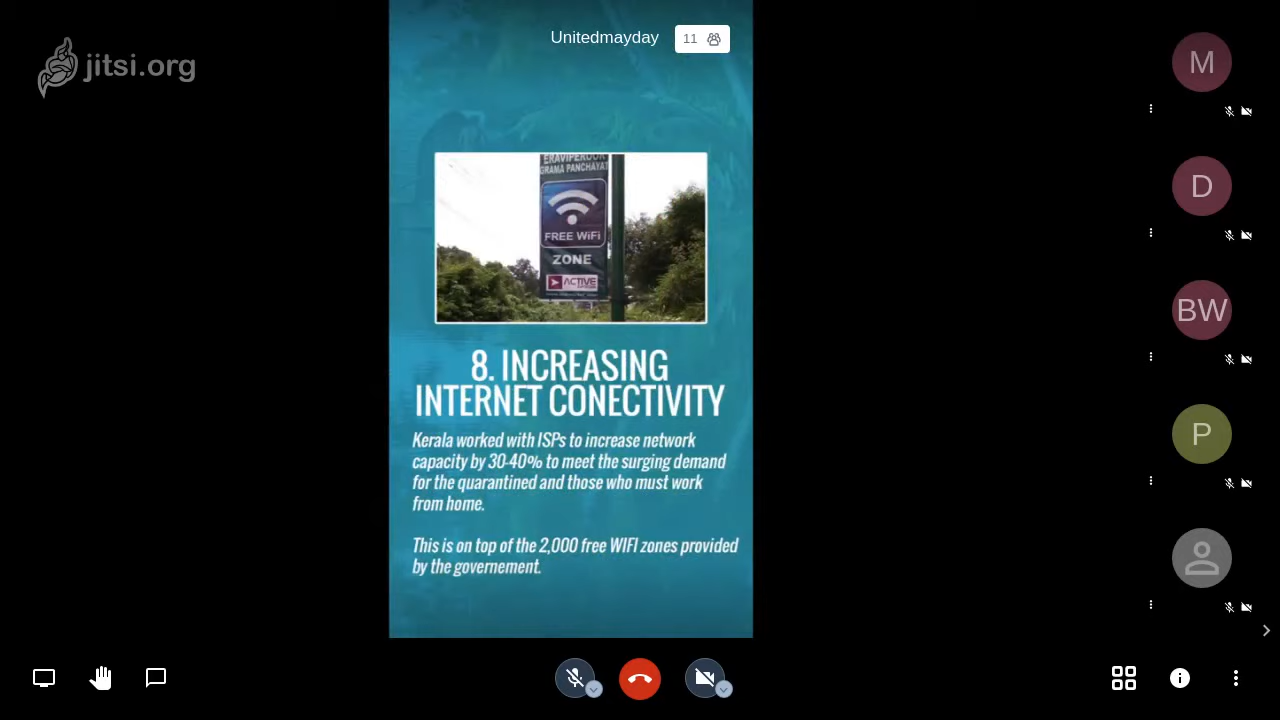 jitsi.org
Unitedmayday
11
M
D
BW
P
ERAVIPEROOR
GRAMA PANCHAYAT
FREE WiFi
ZONE
ACTIVE
8. INCREASING
INTERNET CONECTIVITY
Kerala worked with ISPs to increase network
capacity by 30-40% to meet the surging demand
for the quarantined and those who must work
from home.
This is on top of the 2,000 free WIFI zones provided
by the governement.